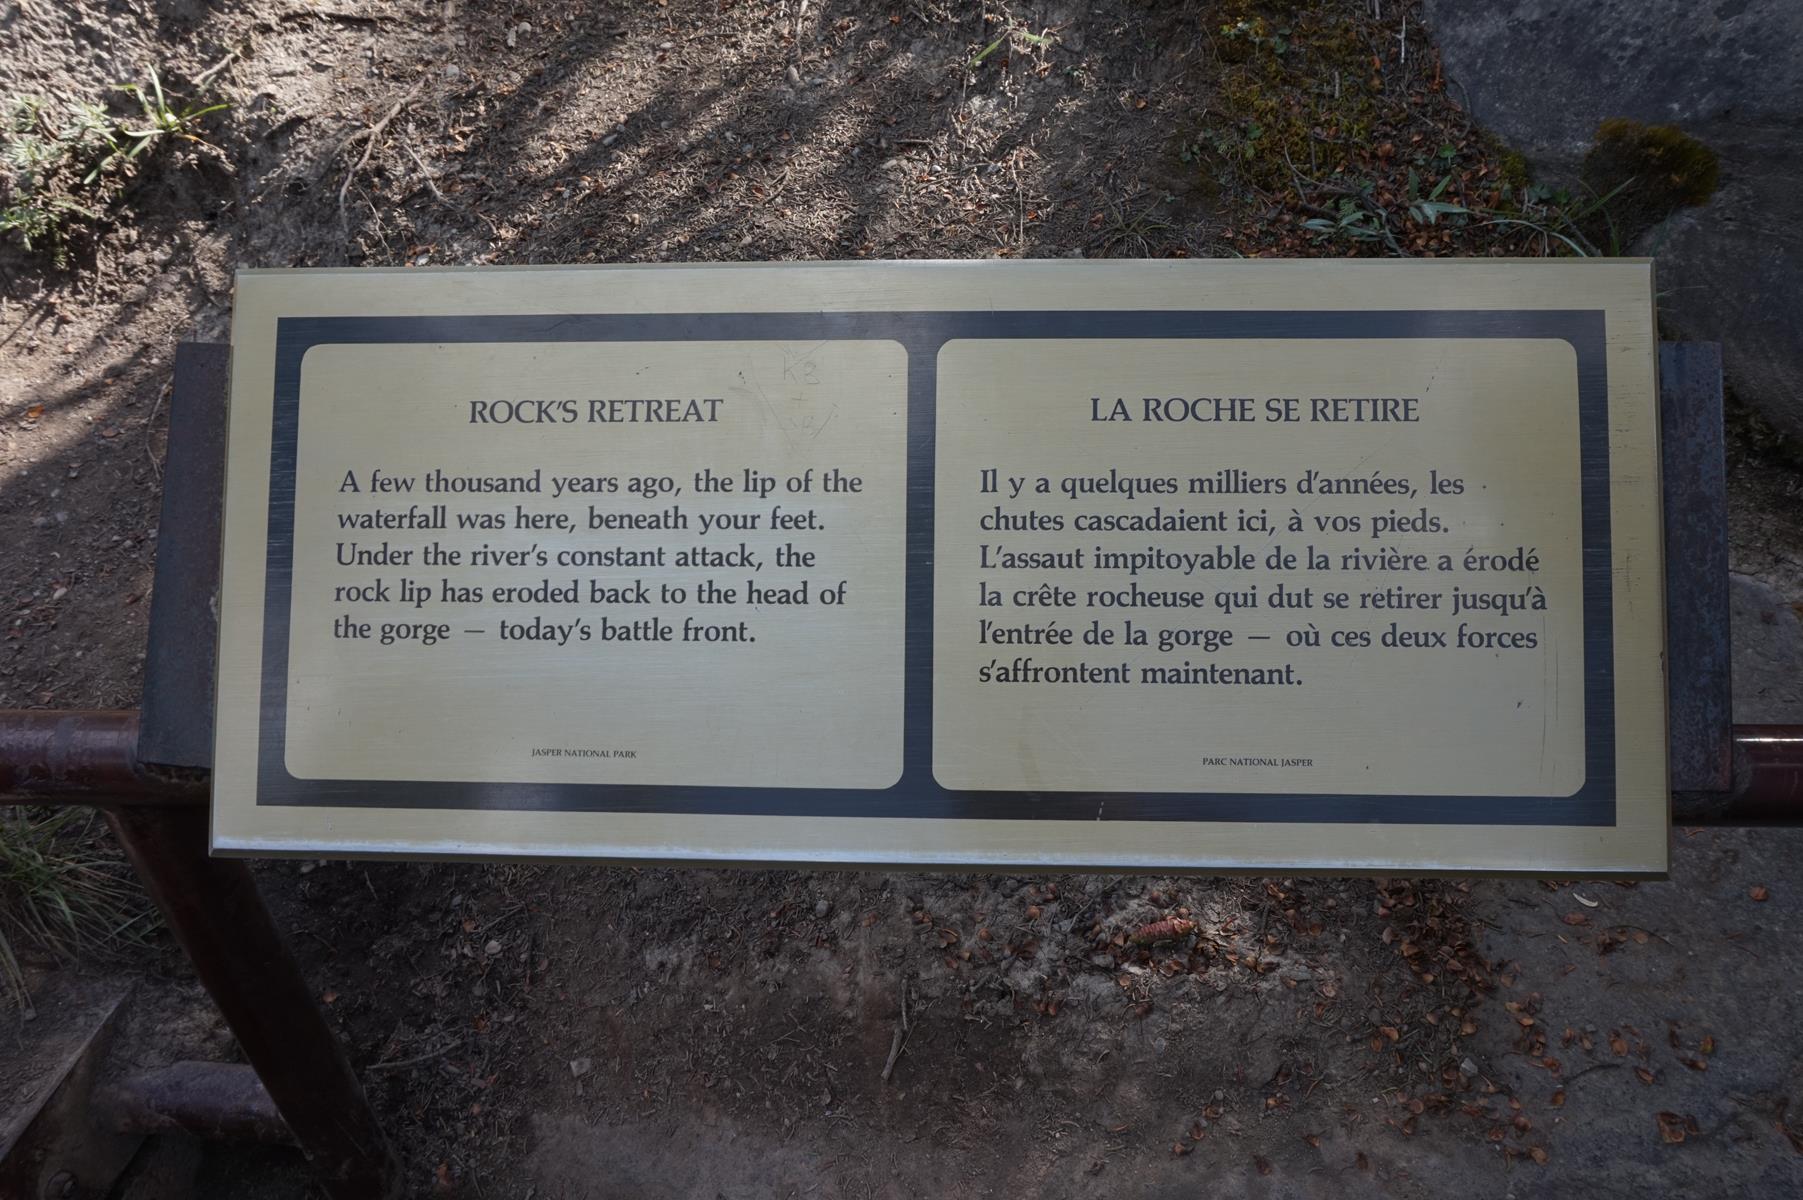 ROCK'S RETREAT
A few thousand years ago, the lip of the
waterfall was here, beneath your feet.
Under the river's constant attack, the
rock lip has eroded back to the head of
the gorge — today's battle front.
JASPER NATIONAL PARK
LA ROCHE SE RETIRE
Il y a quelques milliers d'années, les
chutes cascadaient ici, à vos pieds.
L'assaut impitoyable de la rivière a érodé
la crête rocheuse qui dut se retirer jusqu'à
l'entrée de la gorge — où ces deux forces
s'affrontent maintenant.
PARC NATIONAL JASPER